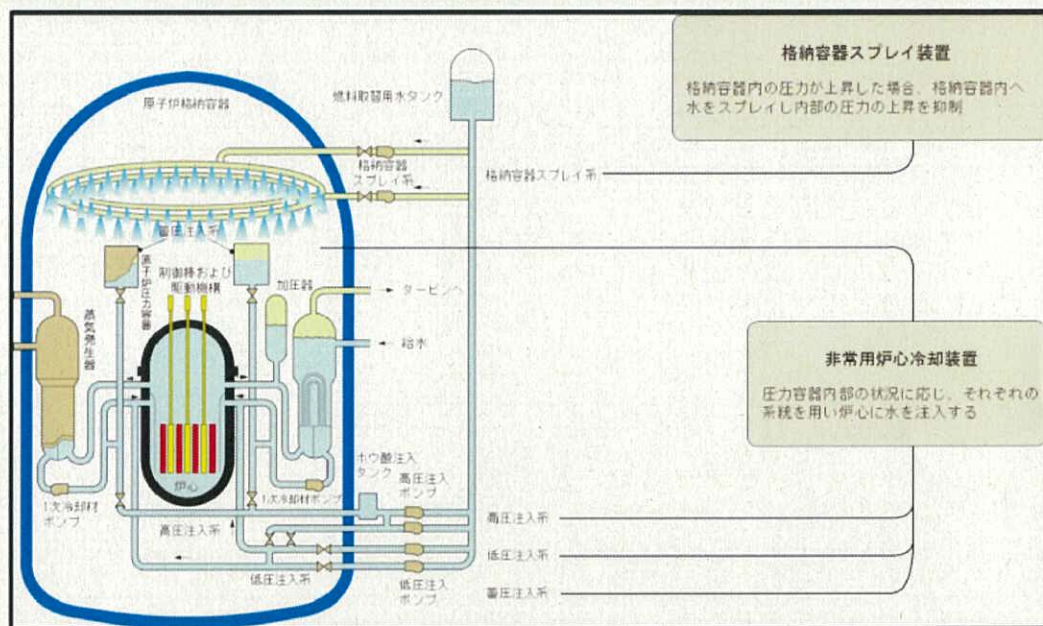 格納容器スプレイ装置
格納容器内の圧力が上昇した場合、格納容器内へ
水をスプレイし内部の圧力の上昇を抑制
原子炉格納容器
燃料取替用水タンク
格納容器
スプレイ系
格納容器スプレイ系
蓄圧注入系
原子炉圧力容器
制御棒および
駆動機構
加圧器
タービンへ
蒸気発生器
給水
非常用炉心冷却装置
圧力容器内部の状況に応じ、それぞれの
系統を用い炉心に水を注入する
炉心
1次冷却材
ポンプ
1次冷却材ポンプ
ホウ酸注入
タンク
高圧注入
ポンプ
高圧注入系
高圧注入系
低圧注入系
低圧注入系
低圧注入
ポンプ
蓄圧注入系